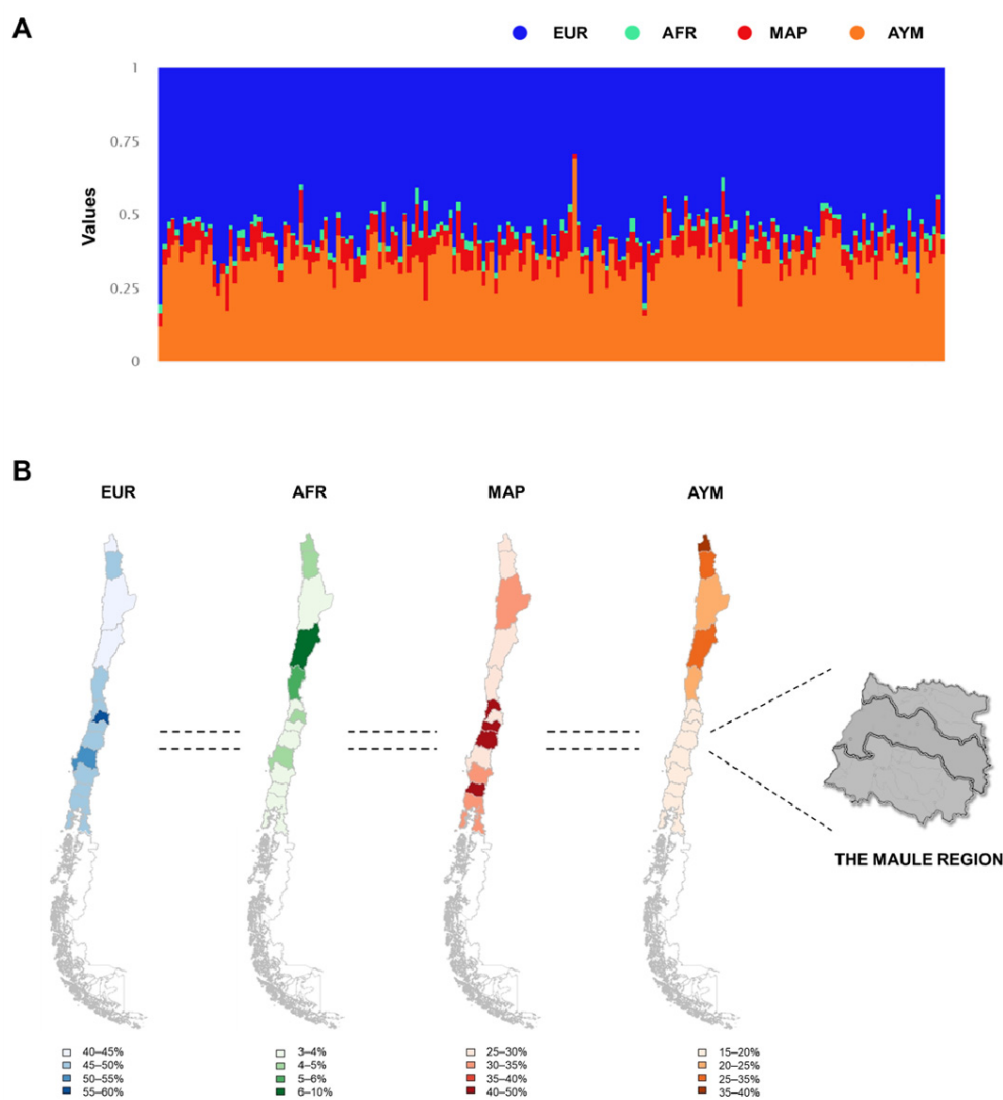 A
EUR AFR MAP AYM
1
0.75
0.5
0.25
0
Values
B
EUR AFR MAP AYM
THE MAULE REGION
40–45% 3–4% 25–30% 15–20%
45–50% 4–5% 30–35% 20–25%
50–55% 5–6% 35–40% 25–35%
55–60% 6–10% 40–50% 35–40%